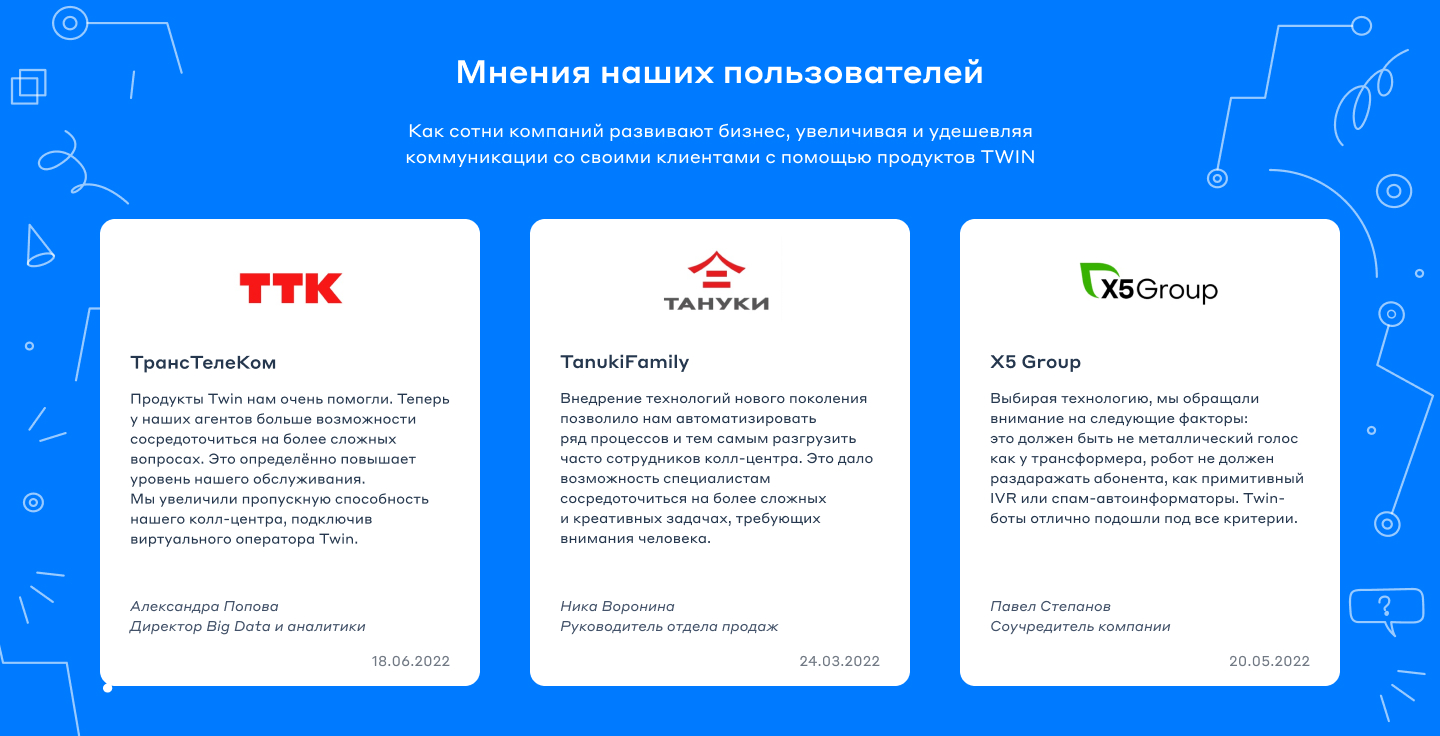 Мнения наших пользователей
Как сотни компаний развивают бизнес, увеличивая и удешевляя
коммуникации со своими клиентами с помощью продуктов TWIN
ТТК
ТрансТелеКом
Продукты Twin нам очень помогли. Теперь
у наших агентов больше возможности
сосредоточиться на более сложных
вопросах. Это определённо повышает
уровень нашего обслуживания.
Мы увеличили пропускную способность
нашего колл-центра, подключив
виртуального оператора Twin.
Александра Попова
Директор Big Data и аналитики
18.06.2022
ТАНУКИ
TanukiFamily
Внедрение технологий нового поколения
позволило нам автоматизировать
ряд процессов и тем самым разгрузить
часто сотрудников колл-центра. Это дало
возможность специалистам
сосредоточиться на более сложных
и креативных задачах, требующих
внимания человека.
Ника Воронина
Руководитель отдела продаж
24.03.2022
X5 Group
X5 Group
Выбирая технологию, мы обращали
внимание на следующие факторы:
это должен быть не металлический голос
как у трансформера, робот не должен
раздаражать абонента, как примитивный
IVR или спам-автоинформаторы. Twin-
боты отлично подошли под все критерии.
Павел Степанов
Соучредитель компании
20.05.2022
?